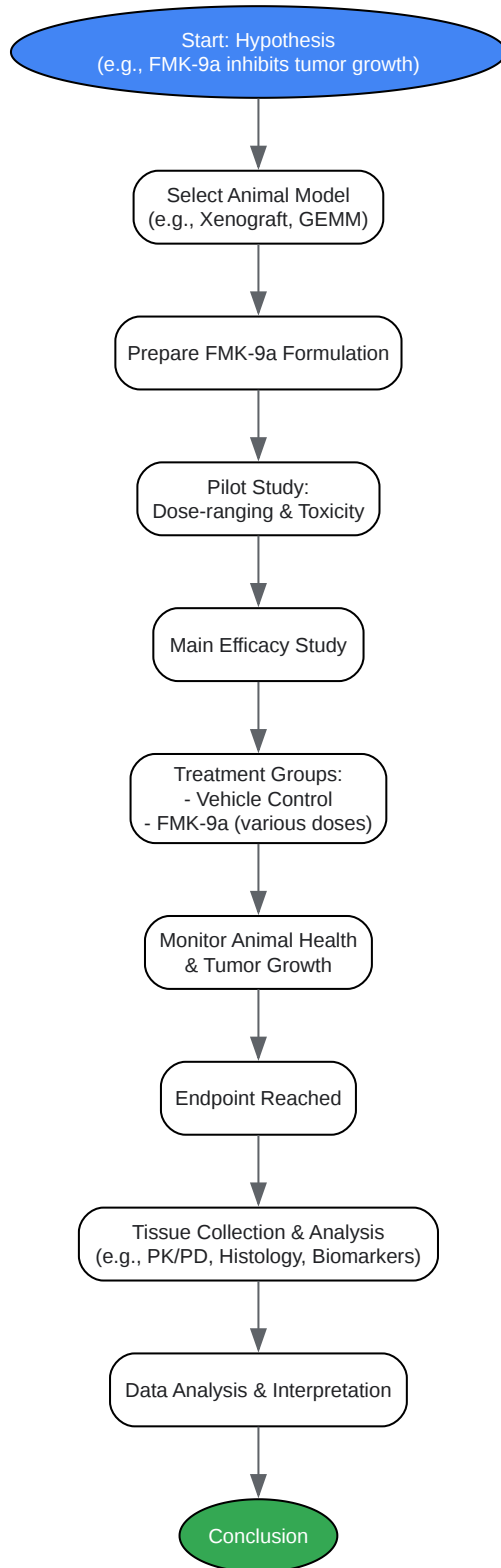 Start: Hypothesis
(e.g., FMK-9a inhibits tumor growth)
Select Animal Model
(e.g., Xenograft, GEMM)
Prepare FMK-9a Formulation
Pilot Study:
Dose-ranging & Toxicity
Main Efficacy Study
Treatment Groups:
- Vehicle Control
- FMK-9a (various doses)
Monitor Animal Health
& Tumor Growth
Endpoint Reached
Tissue Collection & Analysis
(e.g., PK/PD, Histology, Biomarkers)
Data Analysis & Interpretation
Conclusion